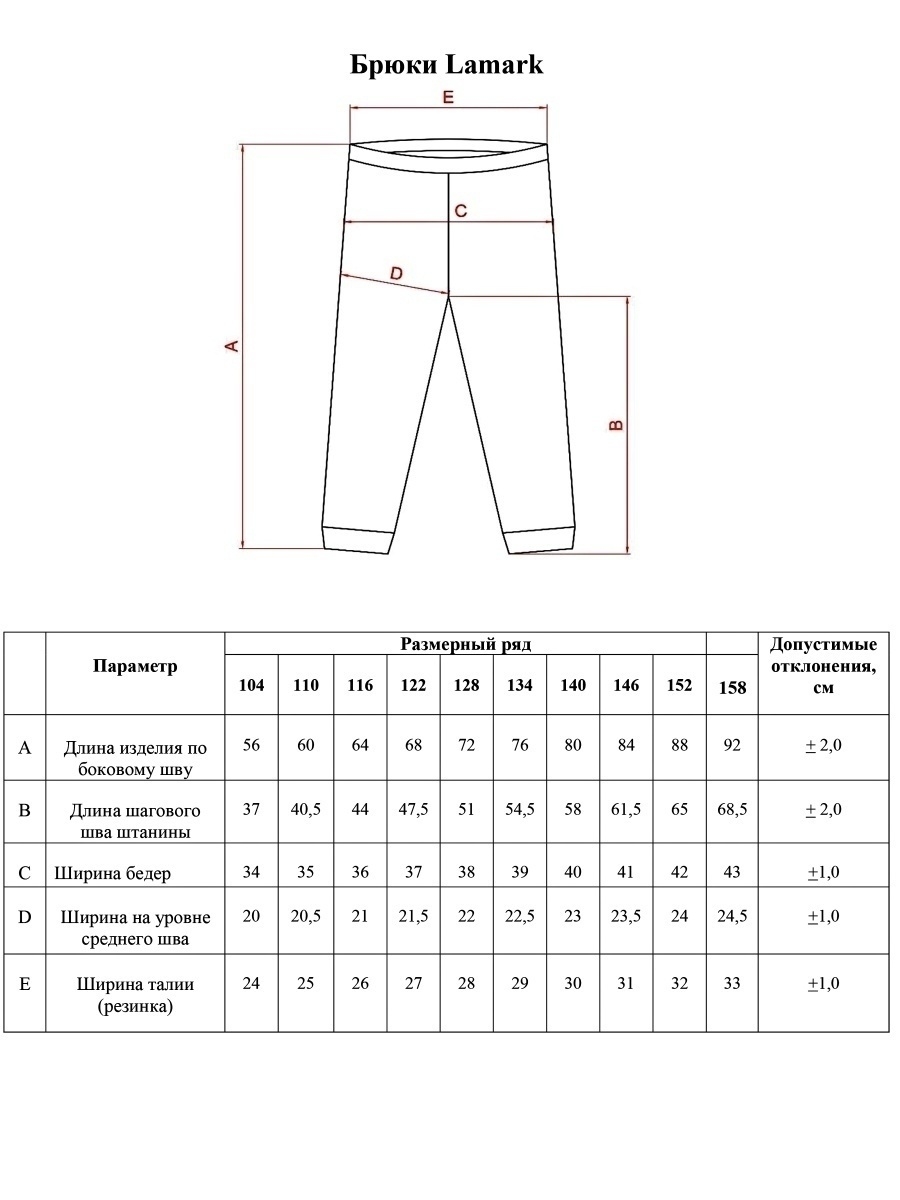 Брюки Lamark
E
C
D
A
B
Параметр Размерный ряд Допустимые отклонения, см
104 110 116 122 128 134 140 146 152 158
A Длина изделия по боковому шву 56 60 64 68 72 76 80 84 88 92 ± 2,0
B Длина шагового шва штанины 37 40,5 44 47,5 51 54,5 58 61,5 65 68,5 ± 2,0
C Ширина бедер 34 35 36 37 38 39 40 41 42 43 ±1,0
D Ширина на уровне среднего шва 20 20,5 21 21,5 22 22,5 23 23,5 24 24,5 ±1,0
E Ширина талии (резинка) 24 25 26 27 28 29 30 31 32 33 ±1,0